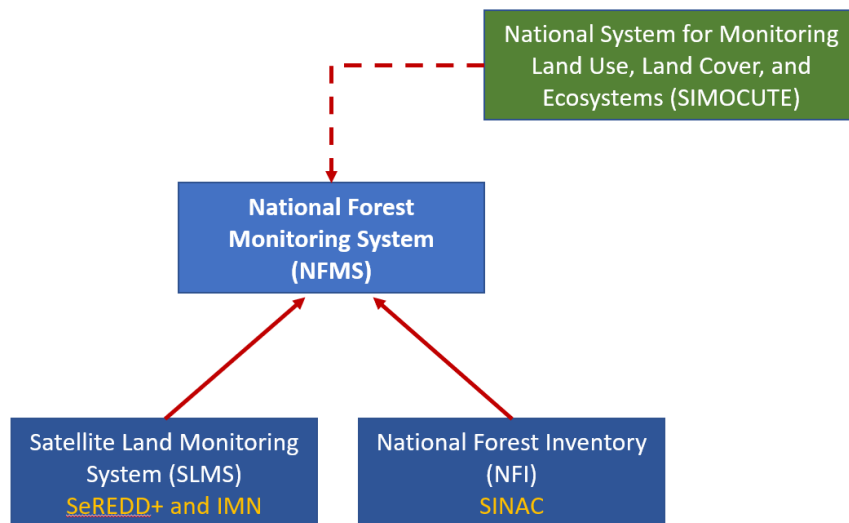 National System for Monitoring
Land Use, Land Cover, and
Ecosystems (SIMOCUTE)
National Forest
Monitoring System
(NFMS)
Satellite Land Monitoring
System (SLMS)
SeREDD+ and IMN
National Forest Inventory
(NFI)
SINAC